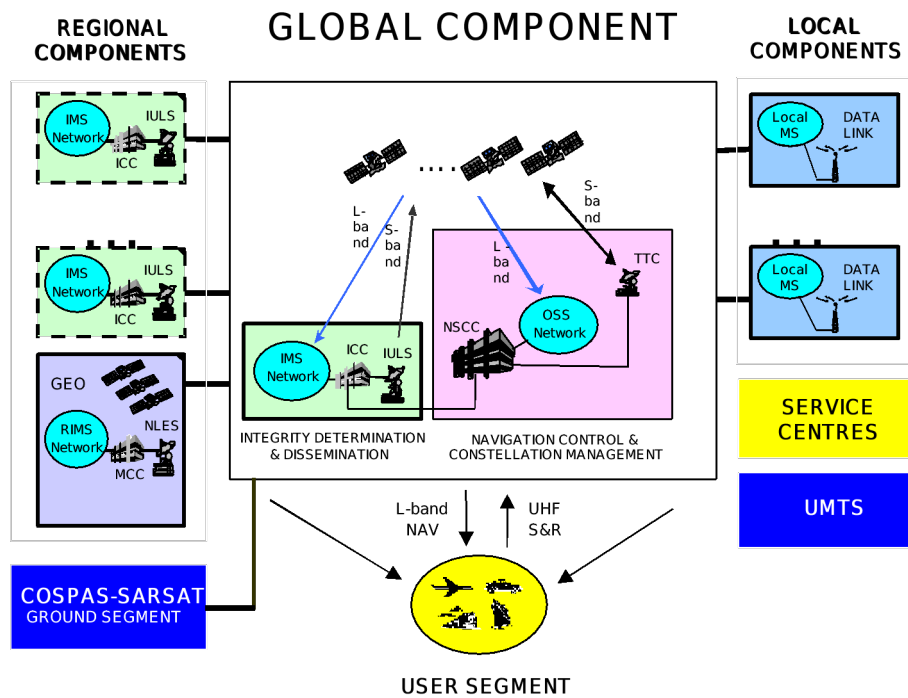 GLOBAL COMPONENT
REGIONAL
COMPONENTS
IMS
Network
IULS
ICC
IMS
Network
IULS
ICC
GEO
RIMS
Network
NLES
MCC
COSPAS-SARSAT
GROUND SEGMENT
L-
ba
nd
S-
ba
nd
L -
ba
nd
S-
ba
nd
IMS
Network
ICC
IULS
INTEGRITY DETERMINATION
& DISSEMINATION
NSCC
OSS
Network
TTC
NAVIGATION CONTROL &
CONSTELLATION MANAGEMENT
L-band
NAV
UHF
S&R
USER SEGMENT
LOCAL
COMPONENTS
Local
MS
DATA
LINK
Local
MS
DATA
LINK
SERVICE
CENTRES
UMTS